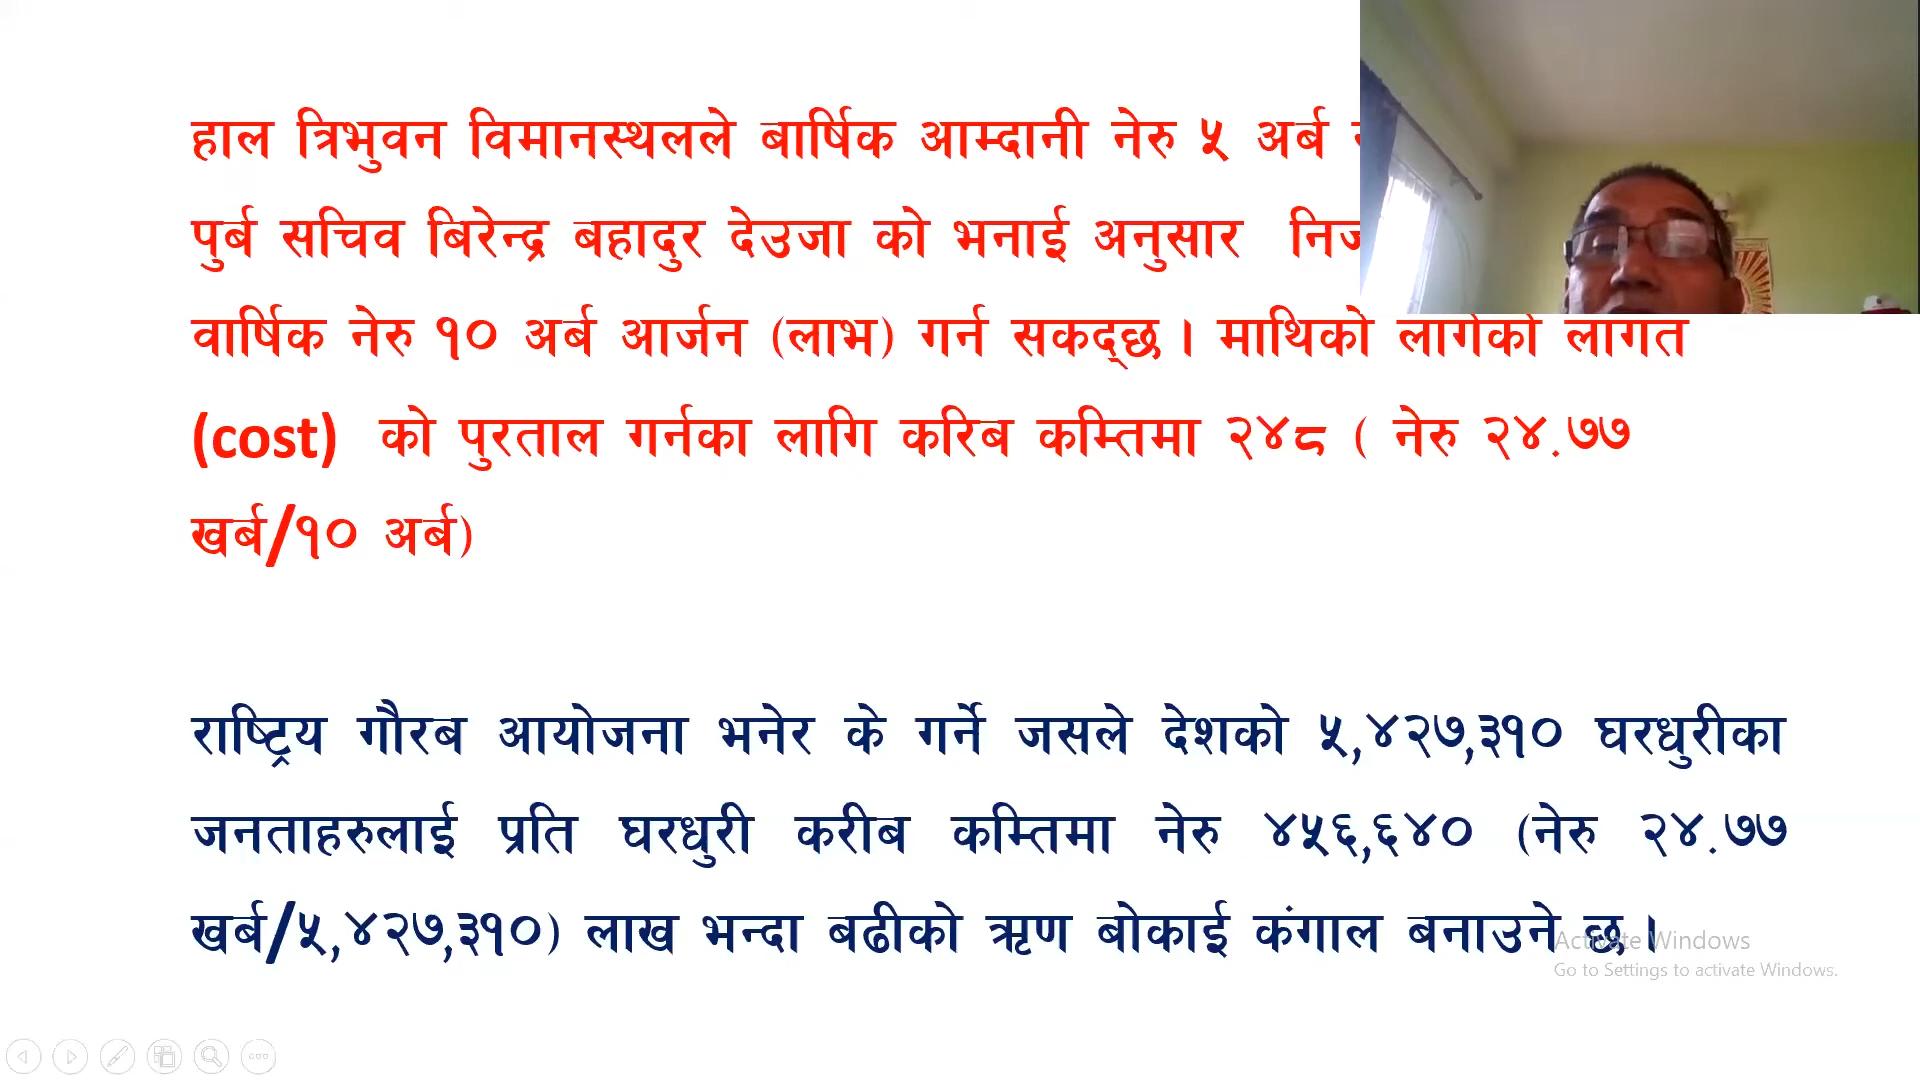 हाल त्रिभुवन विमानस्थलले बार्षिक आम्दानी नेरु ५ अर्ब
पुर्ब सचिव बिरेन्द्र बहादुर देउजा को भनाई अनुसार
वार्षिक नेरु १० अर्ब आर्जन (लाभ) गर्न सकद्छ। माथिको लागेको लागत
(cost) को पुरताल गर्नका लागि करिब कम्तिमा २४८ ( नेरु २४.७७
खर्ब/१० अर्ब)
राष्ट्रिय गौरब आयोजना भनेर के गर्ने जसले देशको ५,४२७,३१० घरधुरीका
जनताहरुलाई प्रति घरधुरी करीब कम्तिमा नेरु ४५६,६४० (नेरु २४.७७
खर्ब/५,४२७,३१०) लाख भन्दा बढीको ऋण बोकाई कंगाल बनाउने छ।
Activate Windows
Go to Settings to activate Windows.